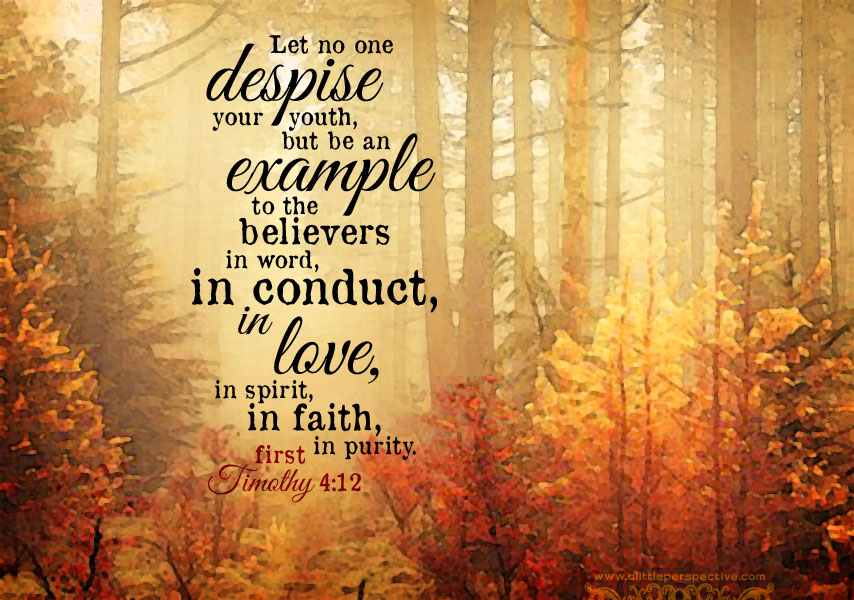 Let no one
despise
your youth,
but be an
example
to the
believers
in word,
in conduct,
in
love,
in spirit,
in faith,
in purity.
first
Timothy 4:12
www.alittleperspective.com